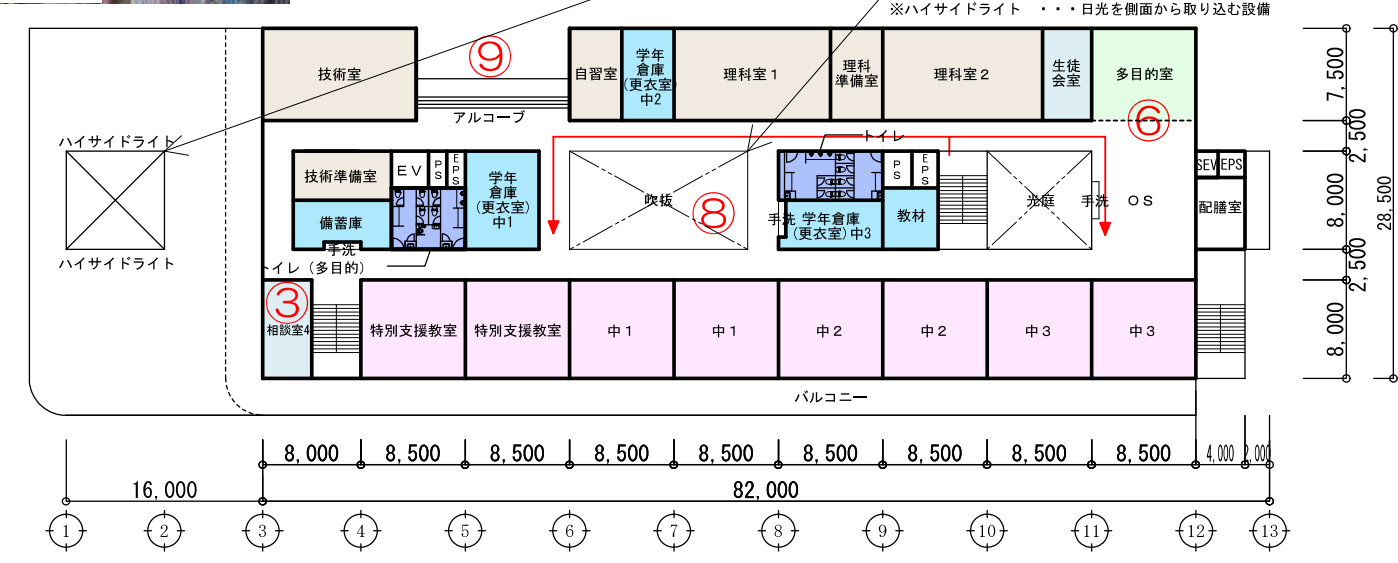 ※ハイサイドライト ・・・日光を側面から取り込む設備
技術室
⑨
アルコーブ
自習室
学年
倉庫
(更衣室)
中2
理科室1
理科
準備室
理科室2
生徒
会室
多目的室
⑥
7,500
2,500
8,000
2,500
8,000
28,500
ハイサイドライト
ハイサイドライト
技術準備室
備蓄庫
EV
PS
EPS
学年
倉庫
(更衣室)
中1
手洗
トイレ(多目的)
吹抜
⑧
トイレ
手洗
学年倉庫
(更衣室)中3
PS
EPS
教材
光庭
手洗
OS
SEV
EPS
配膳室
③
相談室4
特別支援教室
特別支援教室
中1
中1
中2
中2
中3
中3
バルコニー
8,000
8,500
8,500
8,500
8,500
8,500
8,500
8,500
8,500
4,000
2,000
16,000
82,000
1
2
3
4
5
6
7
8
9
10
11
12
13